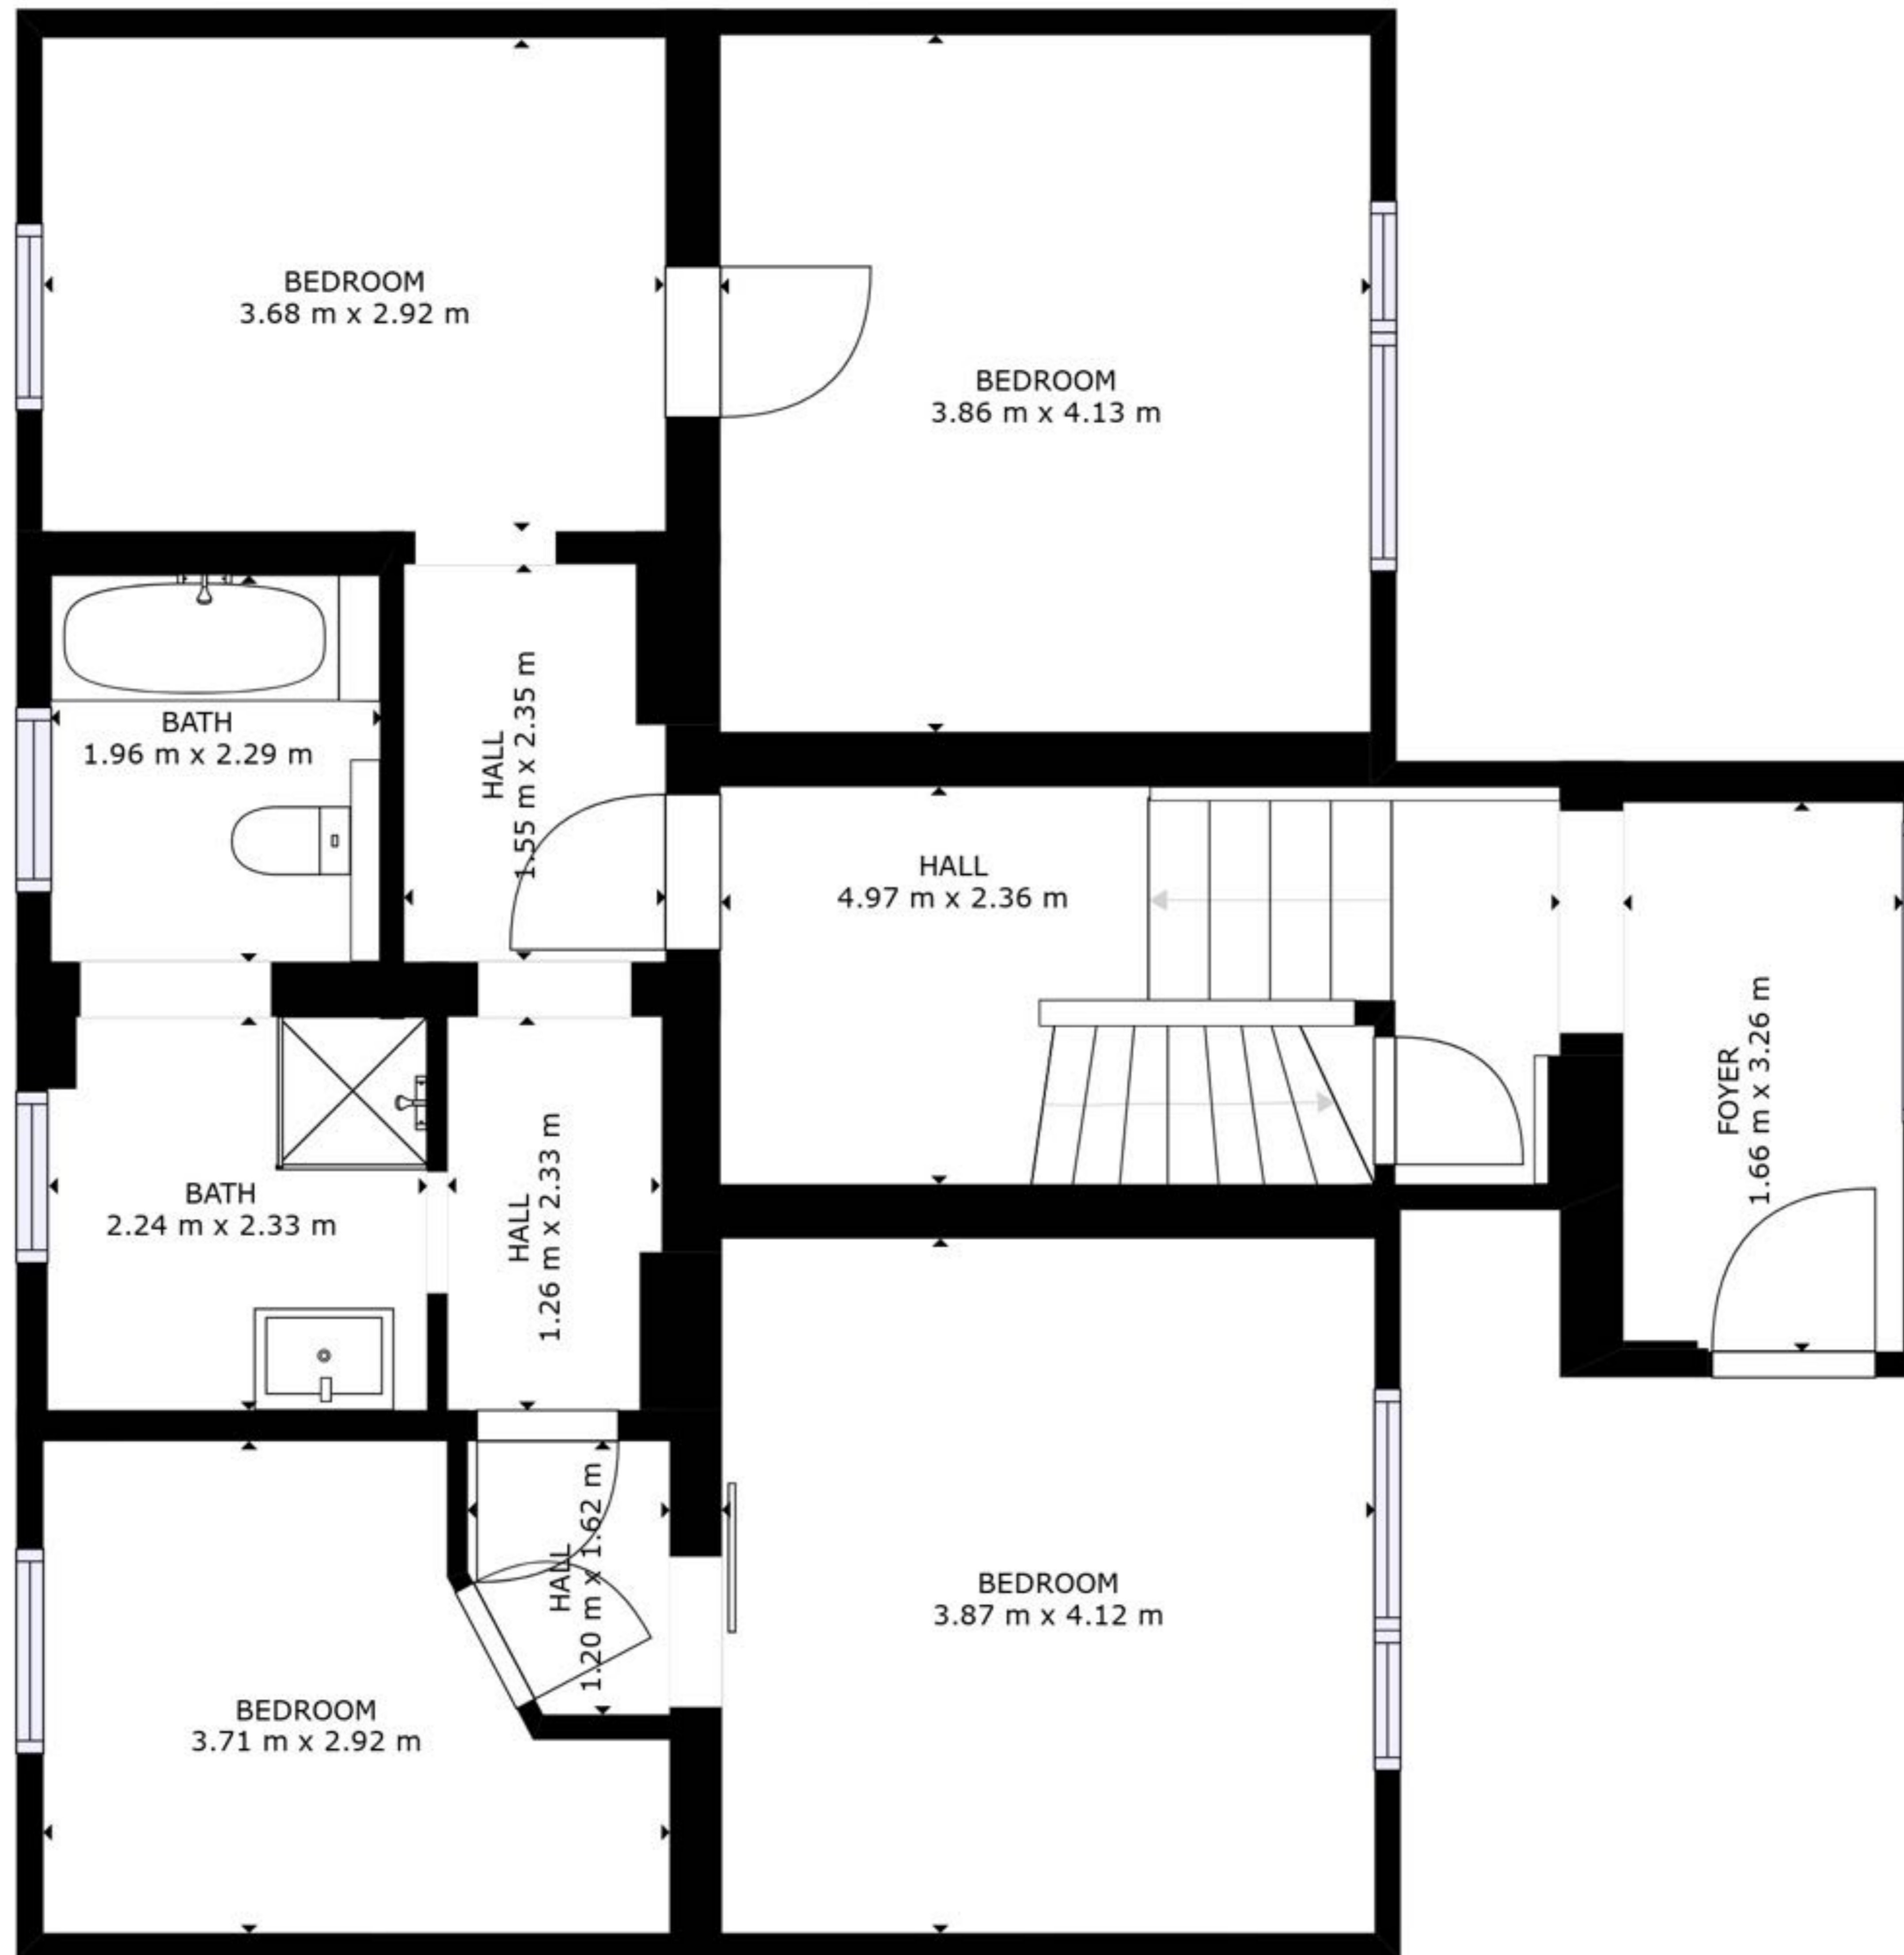 BEDROOM
3.68 m x 2.92 m
BEDROOM
3.86 m x 4.13 m
BATH
1.96 m x 2.29 m
HALL
1.55 m x 2.35 m
HALL
4.97 m x 2.36 m
FOYER
1.66 m x 3.26 m
BATH
2.24 m x 2.33 m
HALL
1.26 m x 2.33 m
HALL
1.20 m x 1.62 m
BEDROOM
3.87 m x 4.12 m
BEDROOM
3.71 m x 2.92 m